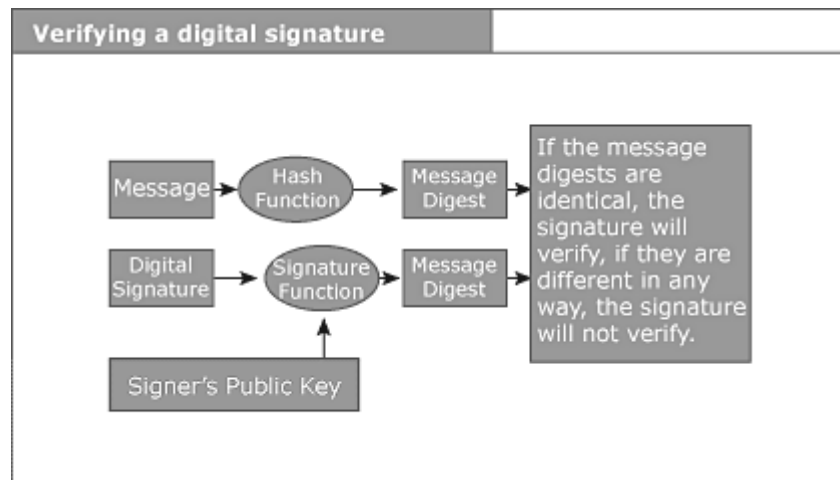 Verifying a digital signature
Message
Hash
Function
Message
Digest
Digital
Signature
Signature
Function
Message
Digest
Signer's Public Key
If the message
digests are
identical, the
signature will
verify, if they are
different in any
way, the signature
will not verify.